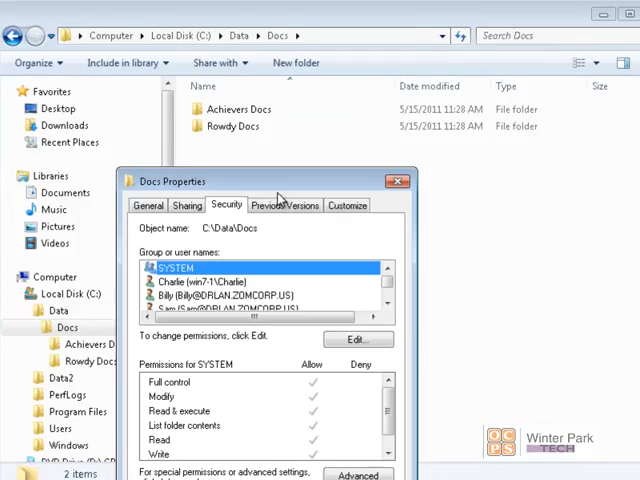 Computer Local Disk (C:) Data Docs Search Docs
Organize Include in library Share with New folder
Name Date modified Type Size
Favorites
Desktop
Downloads
Recent Places
Achievers Docs 5/15/2011 11:28 AM File folder
Rowdy Docs 5/15/2011 11:28 AM File folder
Libraries
Documents
Music
Pictures
Videos
Computer
Local Disk (C:)
Data
Docs
Achievers D
Rowdy Docs
Data2
PerfLogs
Program Files
Users
Windows
2 items
Docs Properties
General Sharing Security Previous Versions Customize
Object name: C:\Data\Docs
Group or user names:
SYSTEM
Charlie (win7-1\Charlie)
Billy (Billy@DRLAN.ZOMCORP.US)
Sam (Sam@DRLAN.ZOMCORP.US)
To change permissions, click Edit.
Edit...
Permissions for SYSTEM Allow Deny
Full control
Modify
Read & execute
List folder contents
Read
Write
For special permissions or advanced settings,
Advanced
OCPS
Winter Park
TECH